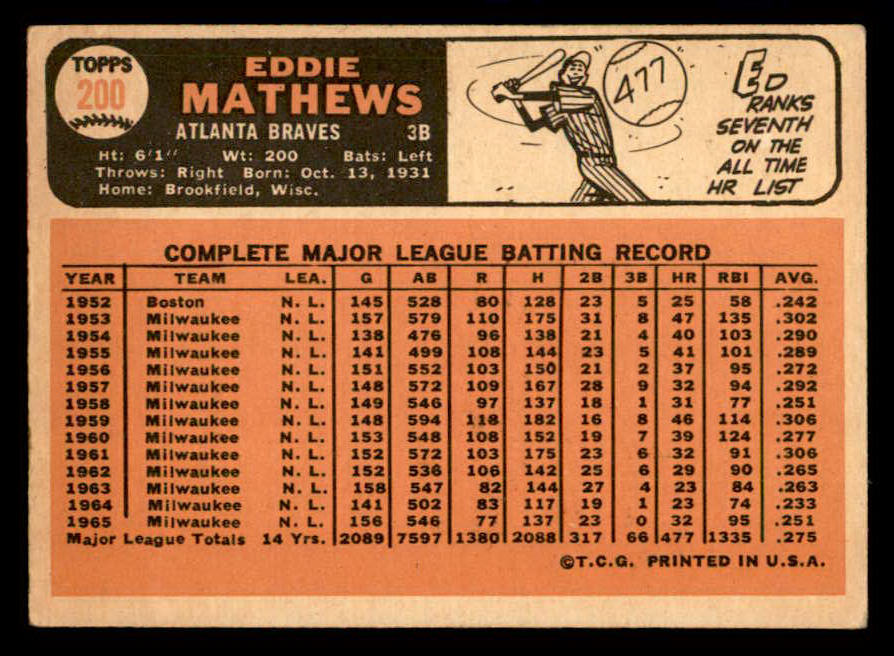 TOPPS
200
EDDIE
MATHEWS
ATLANTA BRAVES 3B
Ht: 6'1" Wt: 200 Bats: Left
Throws: Right Born: Oct. 13, 1931
Home: Brookfield, Wisc.
477
ED
RANKS
SEVENTH
ON THE
ALL TIME
HR LIST
COMPLETE MAJOR LEAGUE BATTING RECORD
YEAR TEAM LEA. G AB R H 2B 3B HR RBI AVG.
1952 Boston N. L. 145 528 80 128 23 5 25 58 .242
1953 Milwaukee N. L. 157 579 110 175 31 8 47 135 .302
1954 Milwaukee N. L. 138 476 96 138 21 4 40 103 .290
1955 Milwaukee N. L. 141 499 108 144 23 5 41 101 .289
1956 Milwaukee N. L. 151 552 103 150 21 2 37 95 .272
1957 Milwaukee N. L. 148 572 109 167 28 9 32 94 .292
1958 Milwaukee N. L. 149 546 97 137 18 1 31 77 .251
1959 Milwaukee N. L. 148 594 118 182 16 8 46 114 .306
1960 Milwaukee N. L. 153 548 108 152 19 7 39 124 .277
1961 Milwaukee N. L. 152 572 103 175 23 6 32 91 .306
1962 Milwaukee N. L. 152 536 106 142 25 6 29 90 .265
1963 Milwaukee N. L. 158 547 82 144 27 4 23 84 .263
1964 Milwaukee N. L. 141 502 83 117 19 1 23 74 .233
1965 Milwaukee N. L. 156 546 77 137 23 0 32 95 .251
Major League Totals 14 Yrs. 2089 7597 1380 2088 317 66 477 1335 .275
©T.C.G. PRINTED IN U.S.A.